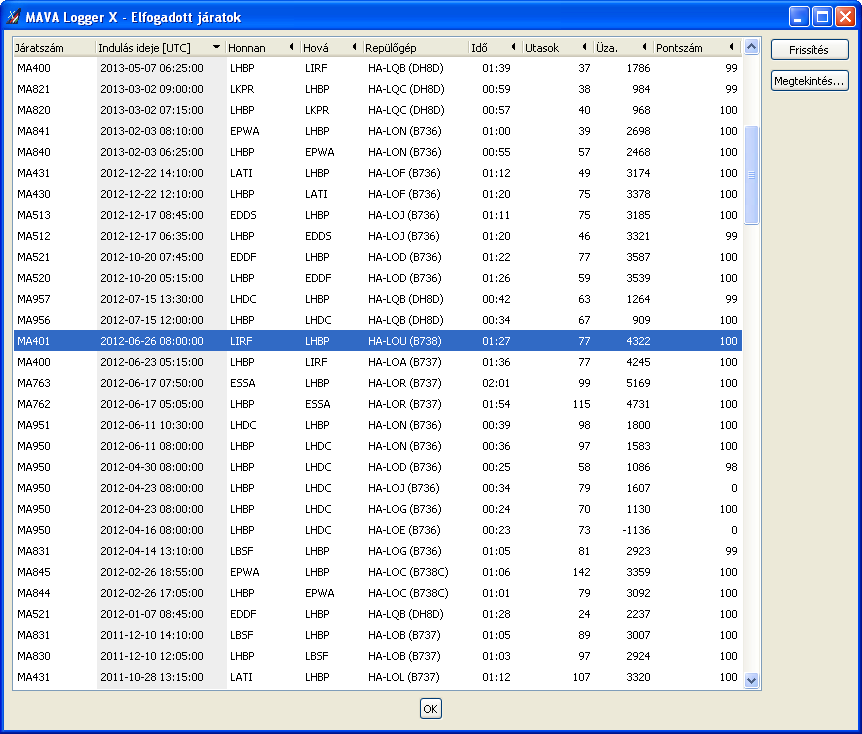 MAVA Logger X - Elfogadott járatok
Járatszám Indulás ideje [UTC] Honnan Hová Repülőgép Idő Utasok Üza. Pontszám
Frissítés
Megtekintés...
MA400 2013-05-07 06:25:00 LHBP LIRF HA-LQB (DH8D) 01:39 37 1786 99
MA821 2013-03-02 09:00:00 LKPR LHBP HA-LQC (DH8D) 00:59 38 984 99
MA820 2013-03-02 07:15:00 LHBP LKPR HA-LQC (DH8D) 00:57 40 968 100
MA841 2013-02-03 08:10:00 EPWA LHBP HA-LON (B736) 01:00 39 2698 100
MA840 2013-02-03 06:25:00 LHBP EPWA HA-LON (B736) 00:55 57 2468 100
MA431 2012-12-22 14:10:00 LATI LHBP HA-LOF (B736) 01:12 49 3174 100
MA430 2012-12-22 12:10:00 LHBP LATI HA-LOF (B736) 01:20 75 3378 100
MA513 2012-12-17 08:45:00 EDDS LHBP HA-LOJ (B736) 01:11 75 3185 100
MA512 2012-12-17 06:35:00 LHBP EDDS HA-LOJ (B736) 01:20 46 3321 99
MA521 2012-10-20 07:45:00 EDDF LHBP HA-LOD (B736) 01:22 77 3587 100
MA520 2012-10-20 05:15:00 LHBP EDDF HA-LOD (B736) 01:26 59 3539 100
MA957 2012-07-15 13:30:00 LHDC LHBP HA-LQB (DH8D) 00:42 63 1264 99
MA956 2012-07-15 12:00:00 LHBP LHDC HA-LQB (DH8D) 00:34 67 909 100
MA401 2012-06-26 08:00:00 LIRF LHBP HA-LOU (B738) 01:27 77 4322 100
MA400 2012-06-23 05:15:00 LHBP LIRF HA-LOA (B737) 01:36 77 4245 100
MA763 2012-06-17 07:50:00 ESSA LHBP HA-LOR (B737) 02:01 99 5169 100
MA762 2012-06-17 05:05:00 LHBP ESSA HA-LOR (B737) 01:54 115 4731 100
MA951 2012-06-11 10:30:00 LHDC LHBP HA-LON (B736) 00:39 98 1800 100
MA950 2012-06-11 08:00:00 LHBP LHDC HA-LON (B736) 00:36 97 1583 100
MA950 2012-04-30 08:00:00 LHBP LHDC HA-LOD (B736) 00:25 58 1086 98
MA950 2012-04-23 08:00:00 LHBP LHDC HA-LOJ (B736) 00:34 79 1607 0
MA950 2012-04-23 08:00:00 LHBP LHDC HA-LOG (B736) 00:24 70 1130 100
MA950 2012-04-16 08:00:00 LHBP LHDC HA-LOE (B736) 00:23 73 -1136 0
MA831 2012-04-14 13:10:00 LBSF LHBP HA-LOG (B736) 01:05 81 2923 99
MA845 2012-02-26 18:55:00 EPWA LHBP HA-LOC (B738C) 01:06 142 3359 100
MA844 2012-02-26 17:05:00 LHBP EPWA HA-LOC (B738C) 01:01 79 3092 100
MA521 2012-01-07 08:45:00 EDDF LHBP HA-LQB (DH8D) 01:28 24 2237 100
MA831 2011-12-10 14:10:00 LBSF LHBP HA-LOB (B737) 01:05 89 3007 100
MA830 2011-12-10 12:05:00 LHBP LBSF HA-LOB (B737) 01:03 97 2924 100
MA431 2011-10-28 13:15:00 LATI LHBP HA-LOL (B737) 01:12 107 3320 100
OK